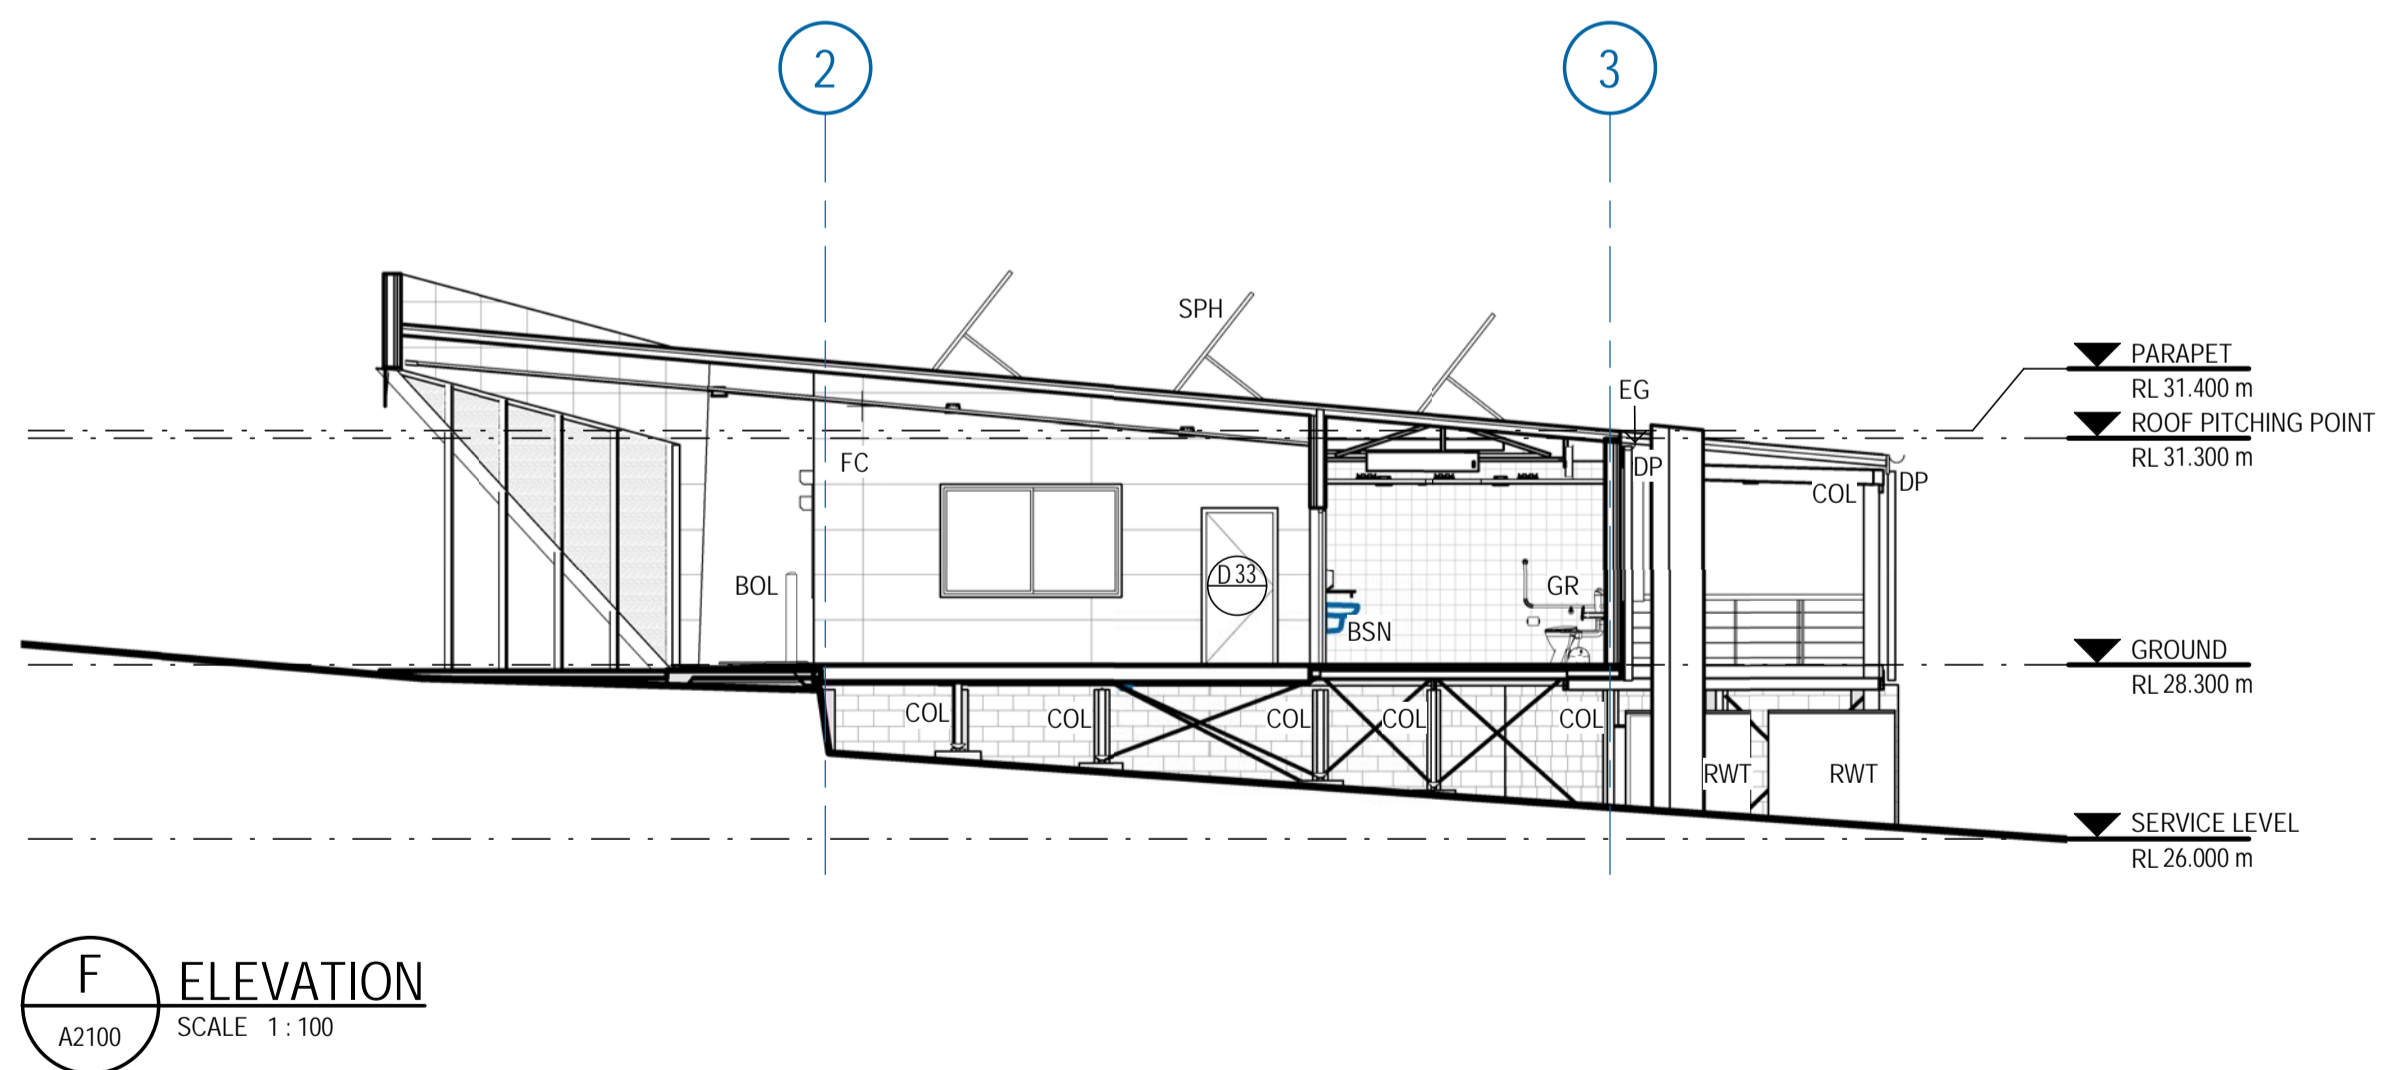 2
3
SPH
PARAPET
RL 31.400 m
EG
ROOF PITCHING POINT
RL 31.300 m
FC
DP
DP
COL
D 33
BOL
GR
BSN
GROUND
RL 28.300 m
COL
COL
COL
COL
COL
RWT
RWT
SERVICE LEVEL
RL 26.000 m
F
ELEVATION
A2100
SCALE 1 : 100